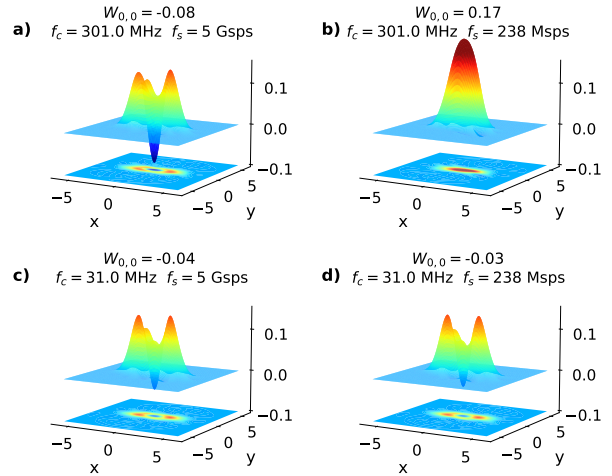 W0,0 = -0.08
a) fc = 301.0 MHz fs = 5 Gsps
0.1
0.0
−0.1
−5
0
5
x
−5
0
5
y
W0,0 = 0.17
b) fc = 301.0 MHz fs = 238 Msps
0.1
0.0
−0.1
−5
0
5
x
−5
0
5
y
W0,0 = -0.04
c) fc = 31.0 MHz fs = 5 Gsps
0.1
0.0
−0.1
−5
0
5
x
−5
0
5
y
W0,0 = -0.03
d) fc = 31.0 MHz fs = 238 Msps
0.1
0.0
−0.1
−5
0
5
x
−5
0
5
y